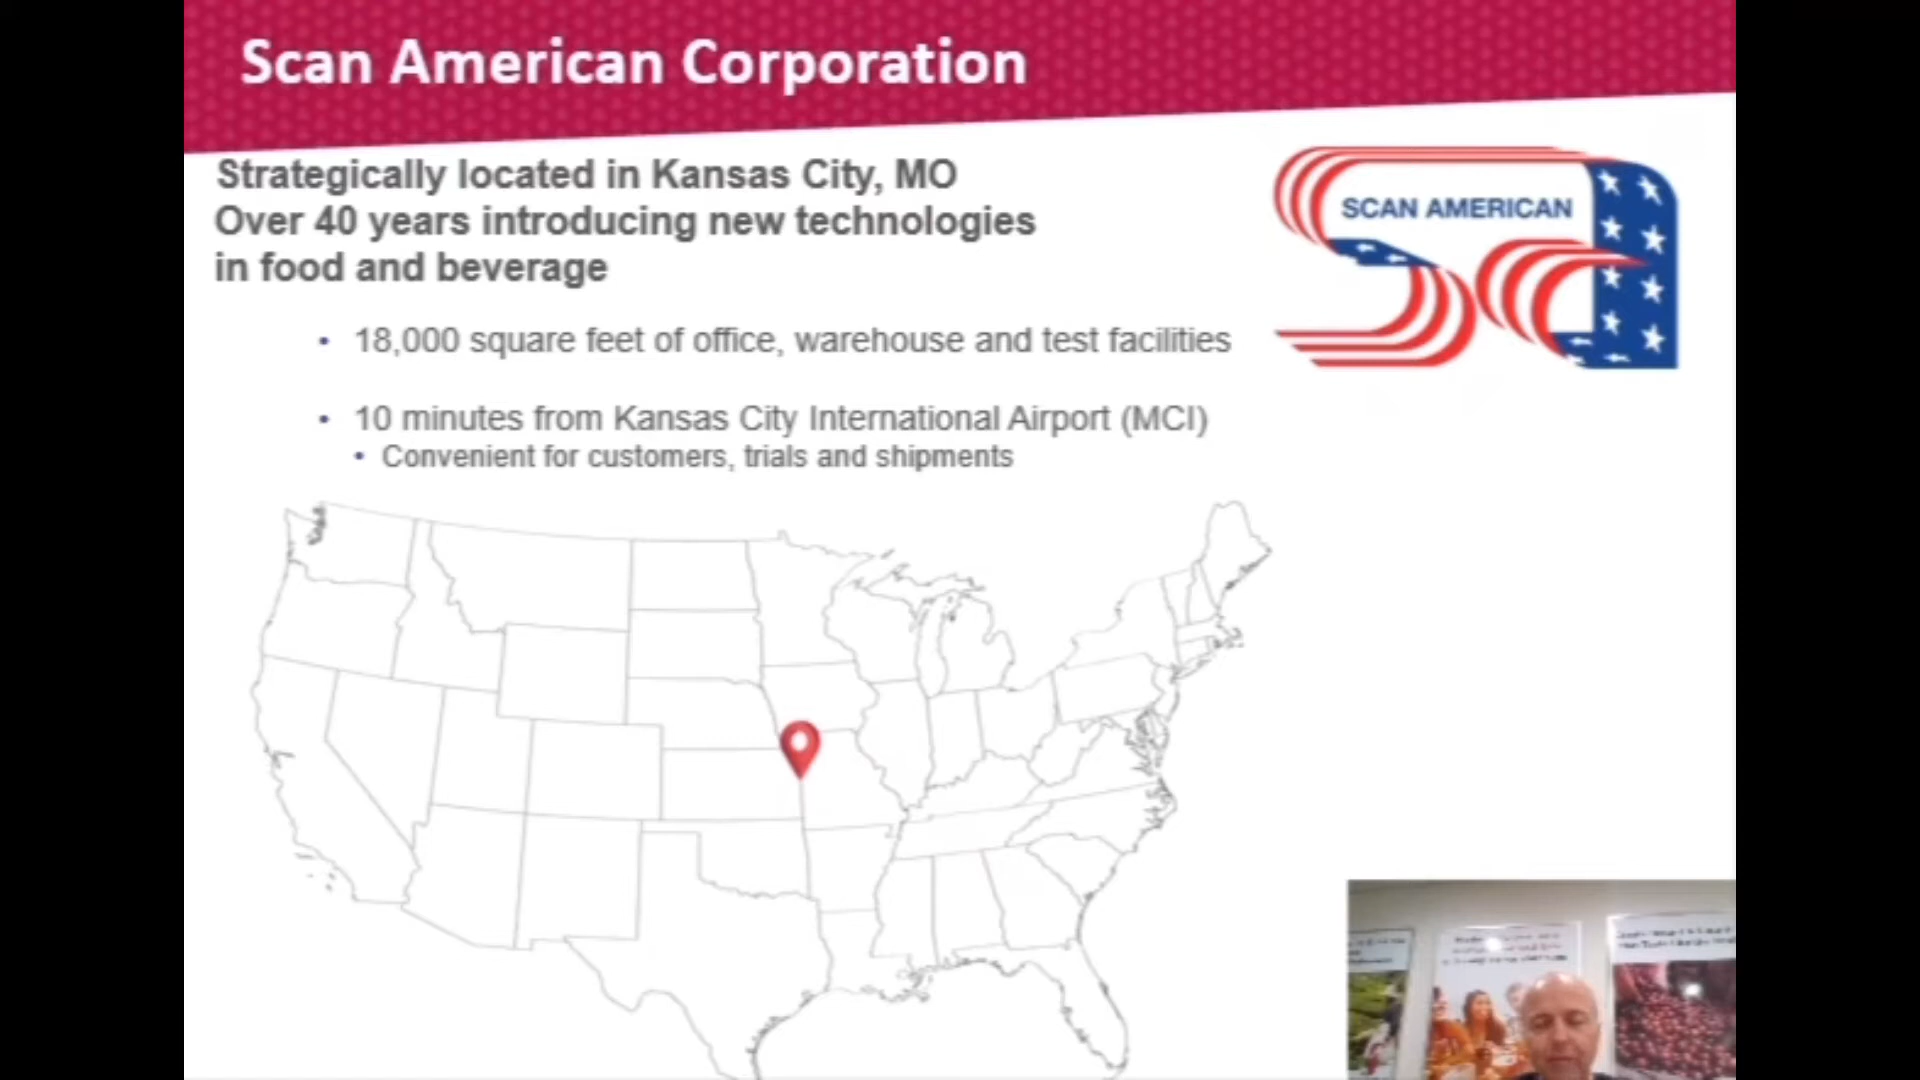 Scan American Corporation
Strategically located in Kansas City, MO
Over 40 years introducing new technologies
in food and beverage
SCAN AMERICAN
• 18,000 square feet of office, warehouse and test facilities
• 10 minutes from Kansas City International Airport (MCI)
• Convenient for customers, trials and shipments